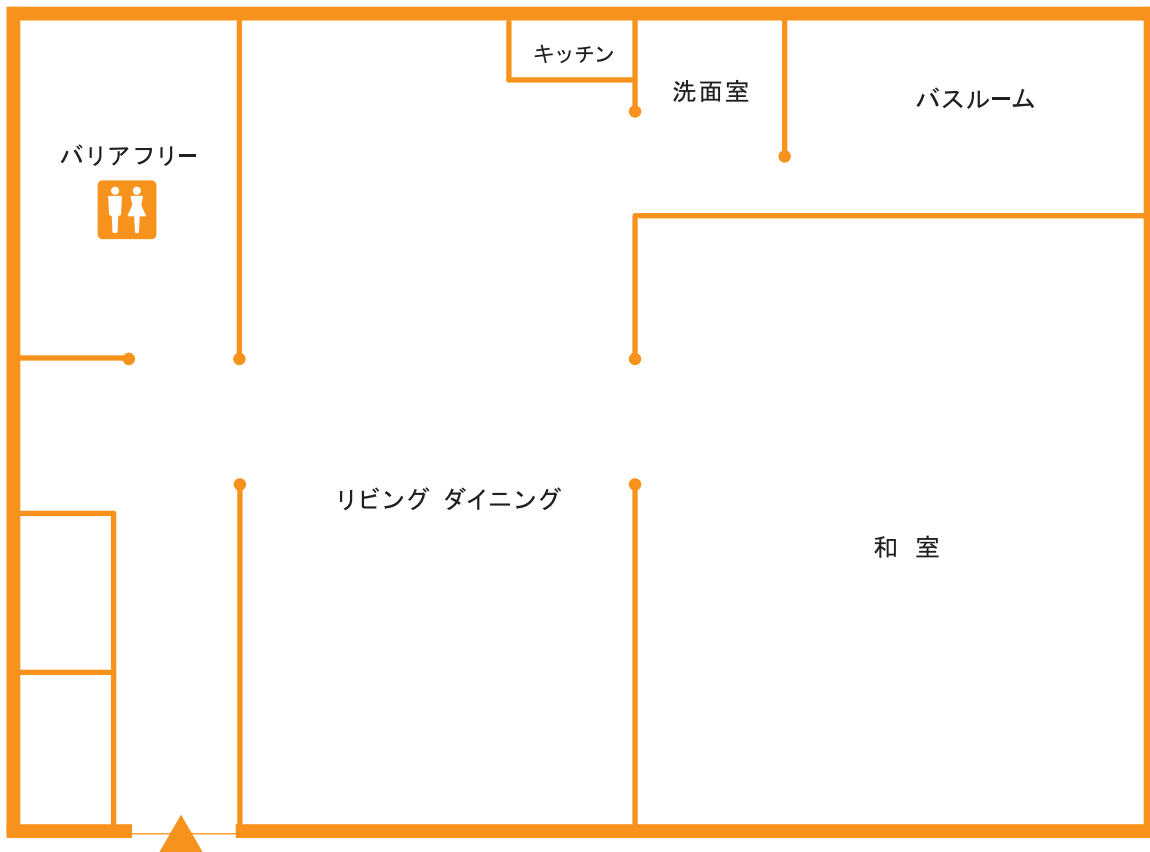 キッチン
洗面室
バスルーム
バリアフリー
リビング ダイニング
和 室